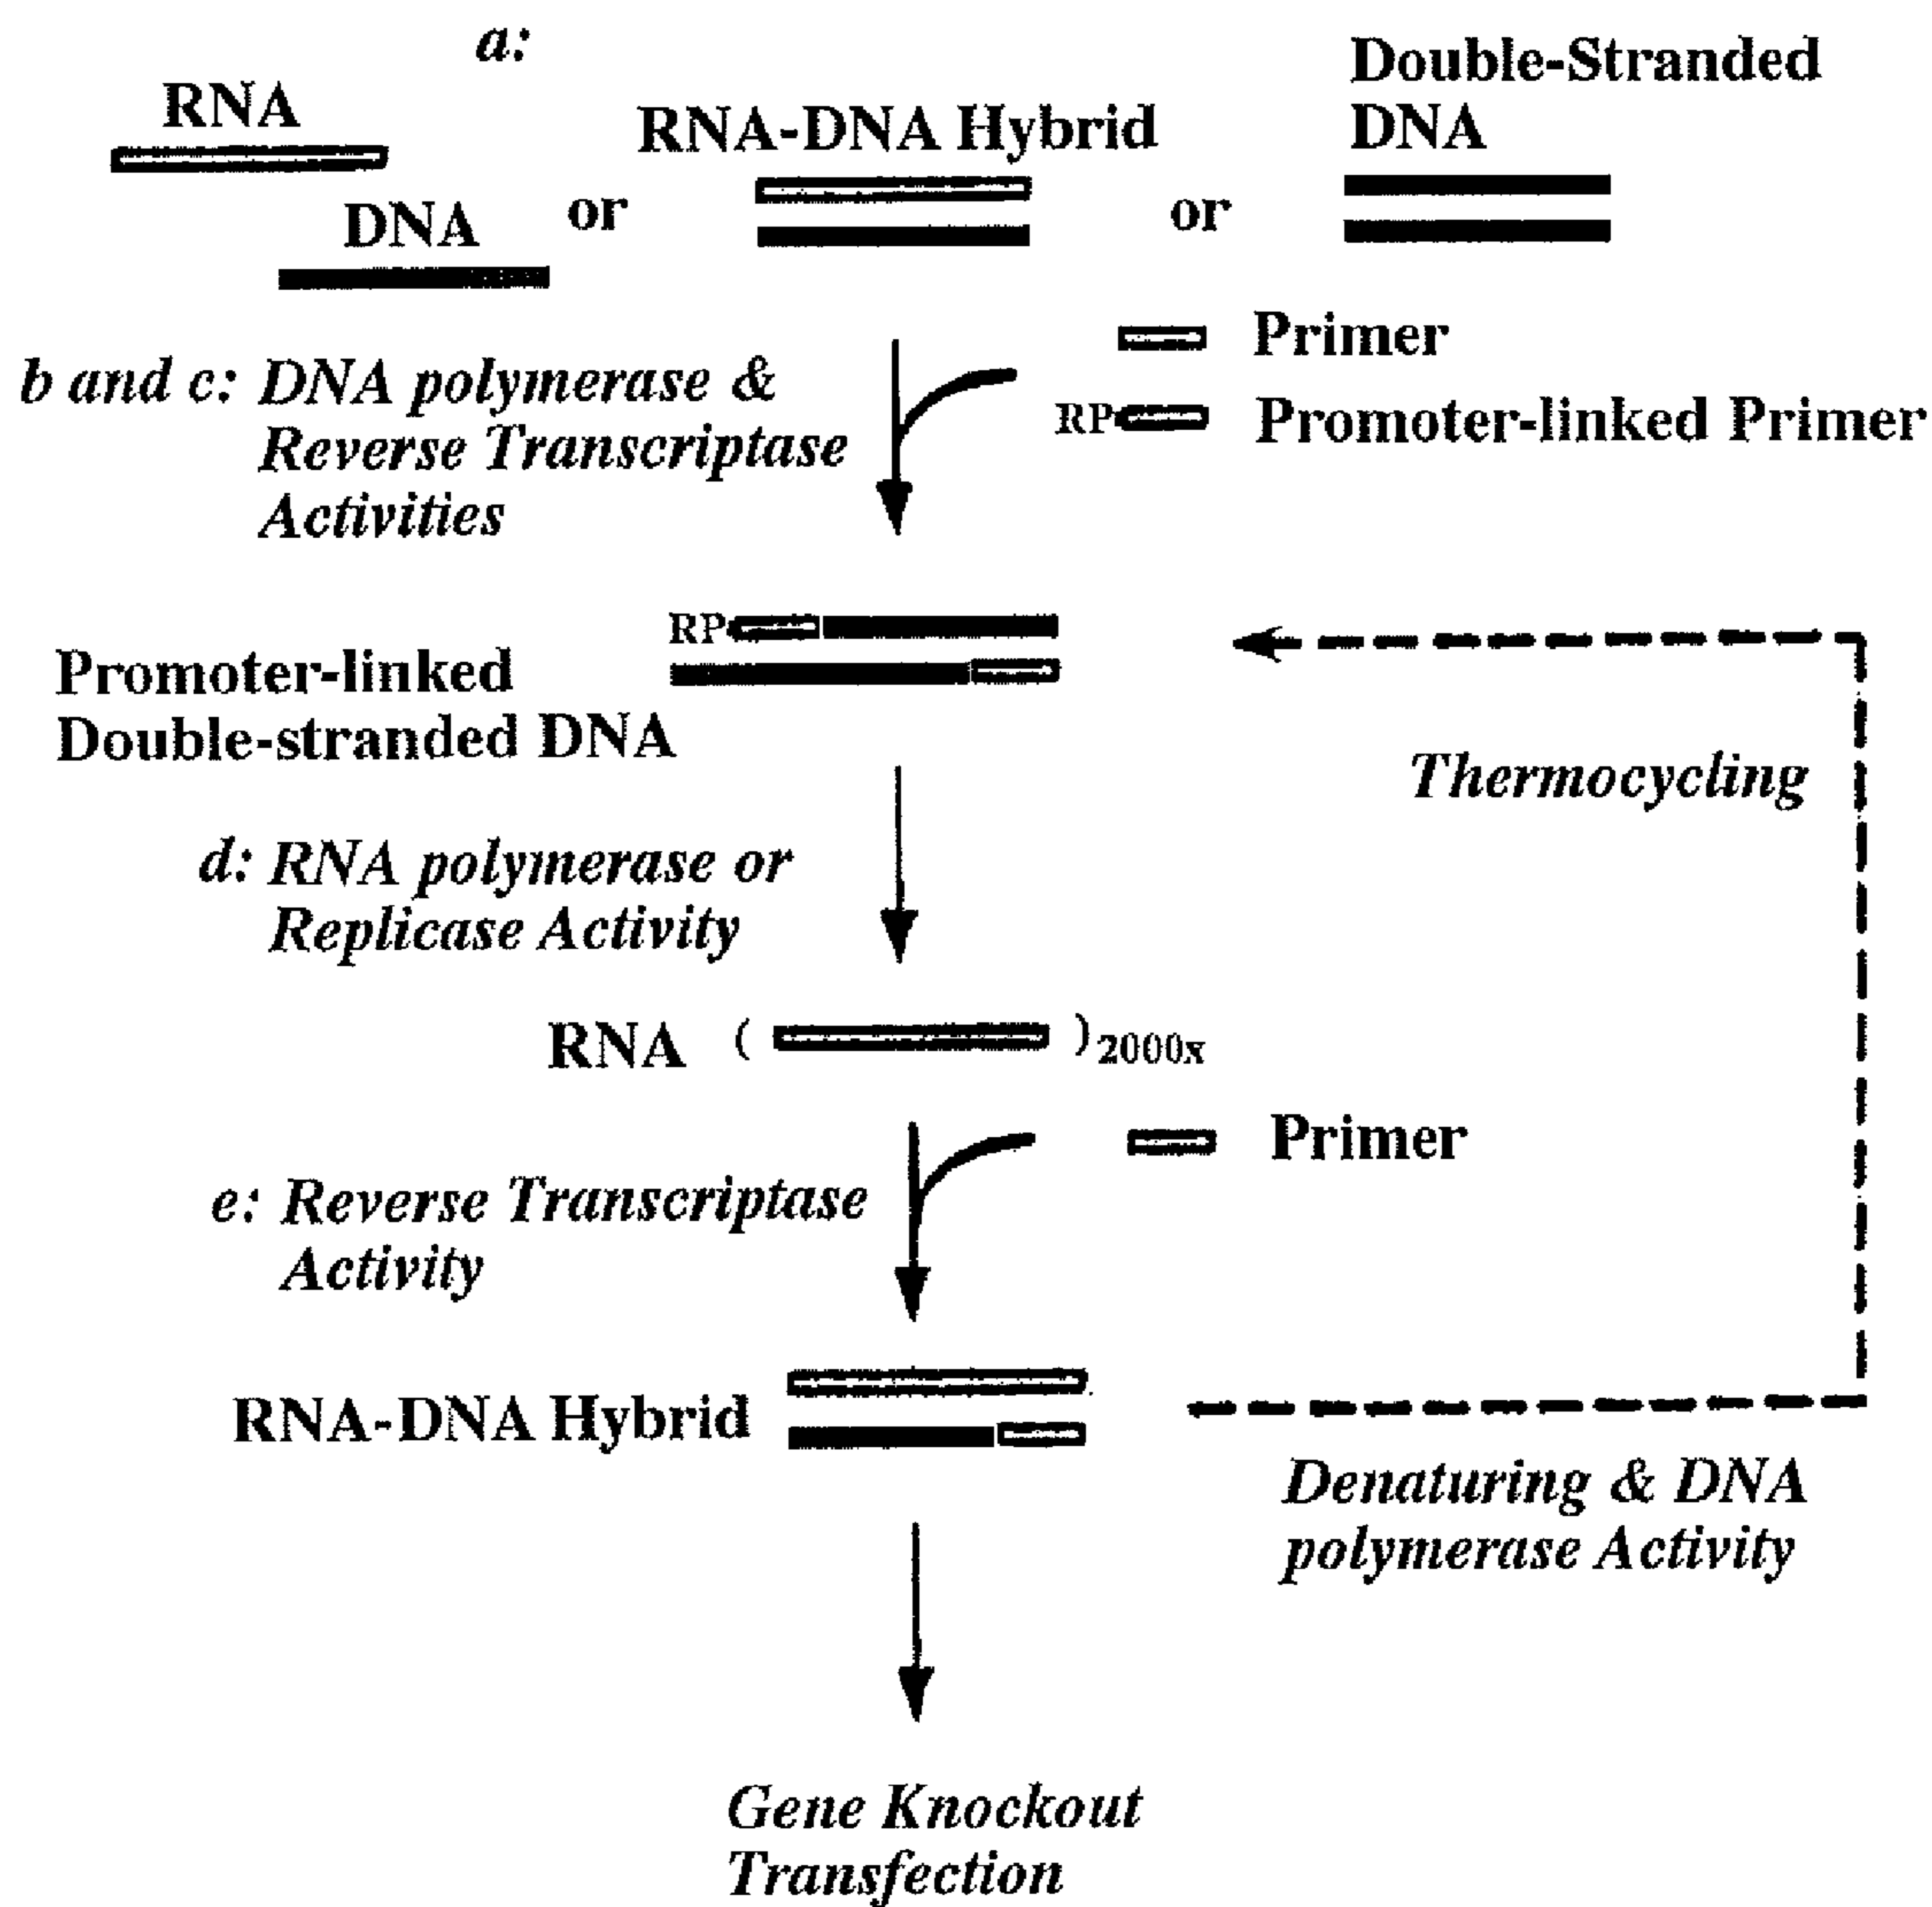 a:
RNA
DNA
or
RNA-DNA Hybrid
or
Double-Stranded
DNA
Primer
RP
Promoter-linked Primer
b and c: DNA polymerase &
Reverse Transcriptase
Activities
RP
Promoter-linked
Double-stranded DNA
Thermocycling
d: RNA polymerase or
Replicase Activity
RNA ( )2000x
Primer
e: Reverse Transcriptase
Activity
RNA-DNA Hybrid
Denaturing & DNA
polymerase Activity
Gene Knockout
Transfection